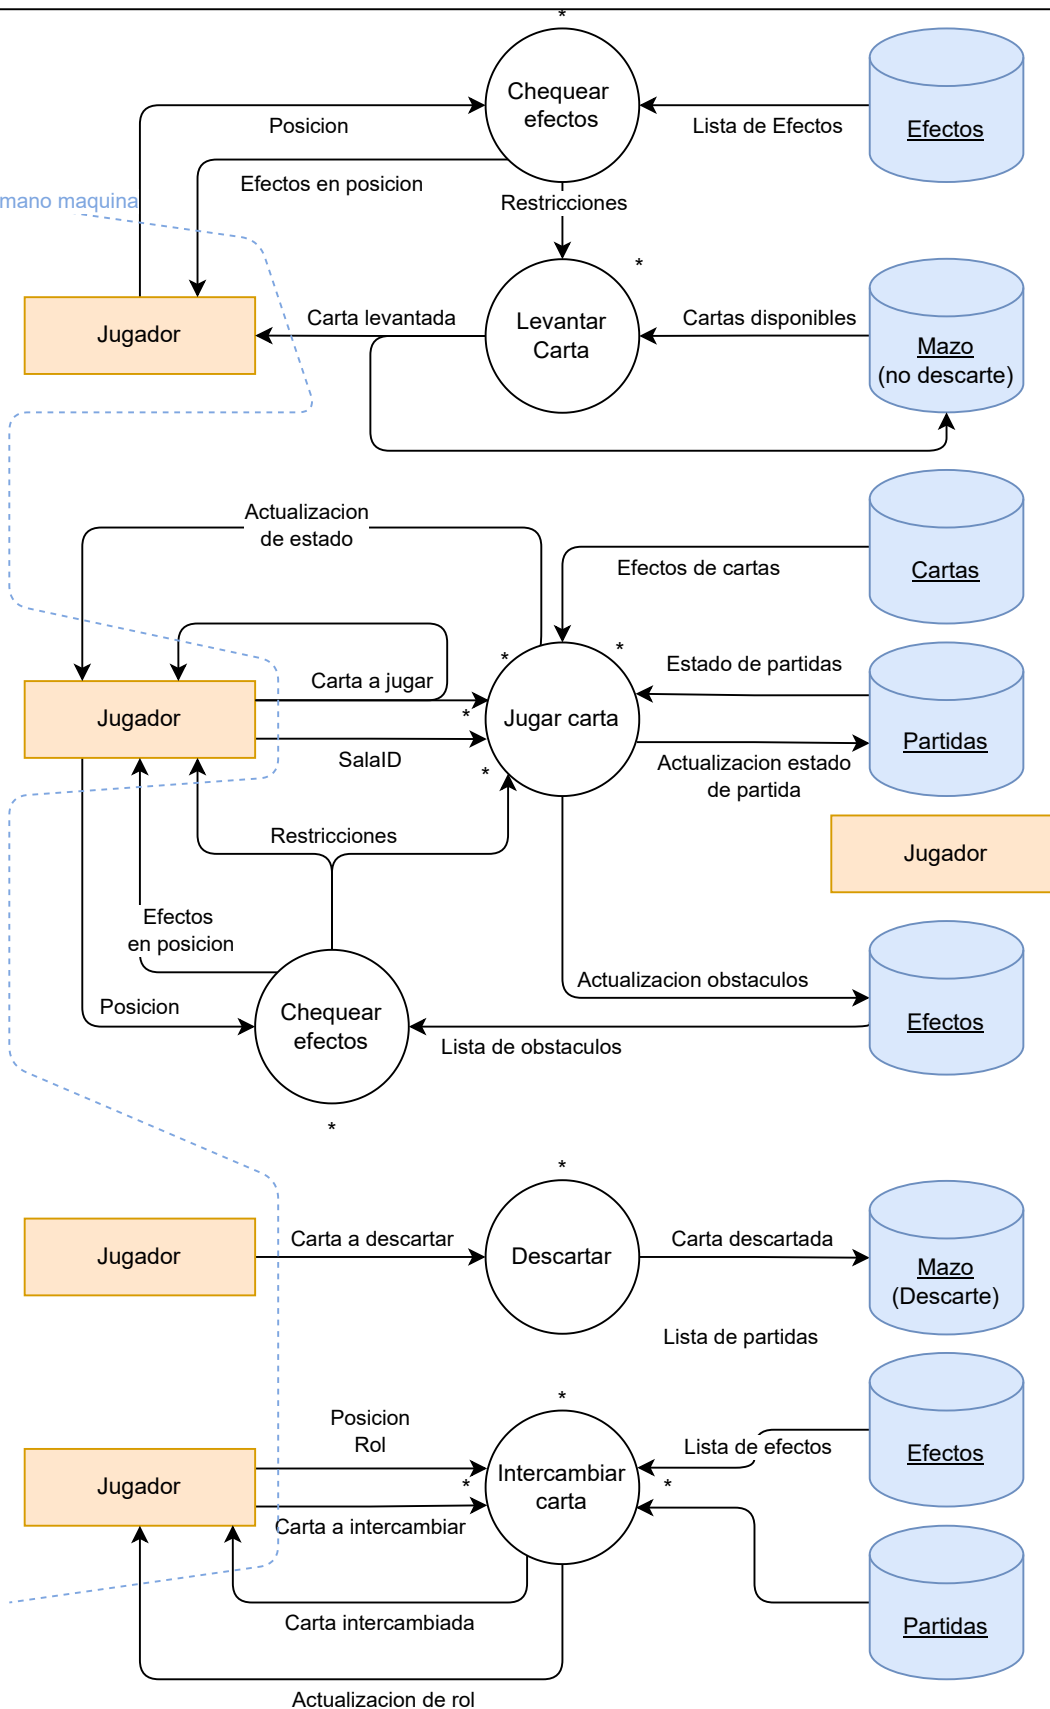 *
Chequear
efectos
Efectos
Posicion
Lista de Efectos
Efectos en posicion
mano maquina
Restricciones
*
Jugador
Carta levantada
Levantar
Carta
Cartas disponibles
Mazo
(no descarte)
Actualizacion
de estado
Efectos de cartas
Cartas
*
*
Estado de partidas
Jugador
Carta a jugar
*
Jugar carta
Partidas
SalaID
*
Actualizacion estado
de partida
Restricciones
Jugador
Efectos
en posicion
Actualizacion obstaculos
Posicion
Chequear
efectos
Efectos
Lista de obstaculos
*
*
Jugador
Carta a descartar
Descartar
Carta descartada
Mazo
(Descarte)
Lista de partidas
*
Posicion
Rol
Lista de efectos
Efectos
Jugador
*
Intercambiar
carta
*
Carta a intercambiar
Carta intercambiada
Partidas
Actualizacion de rol